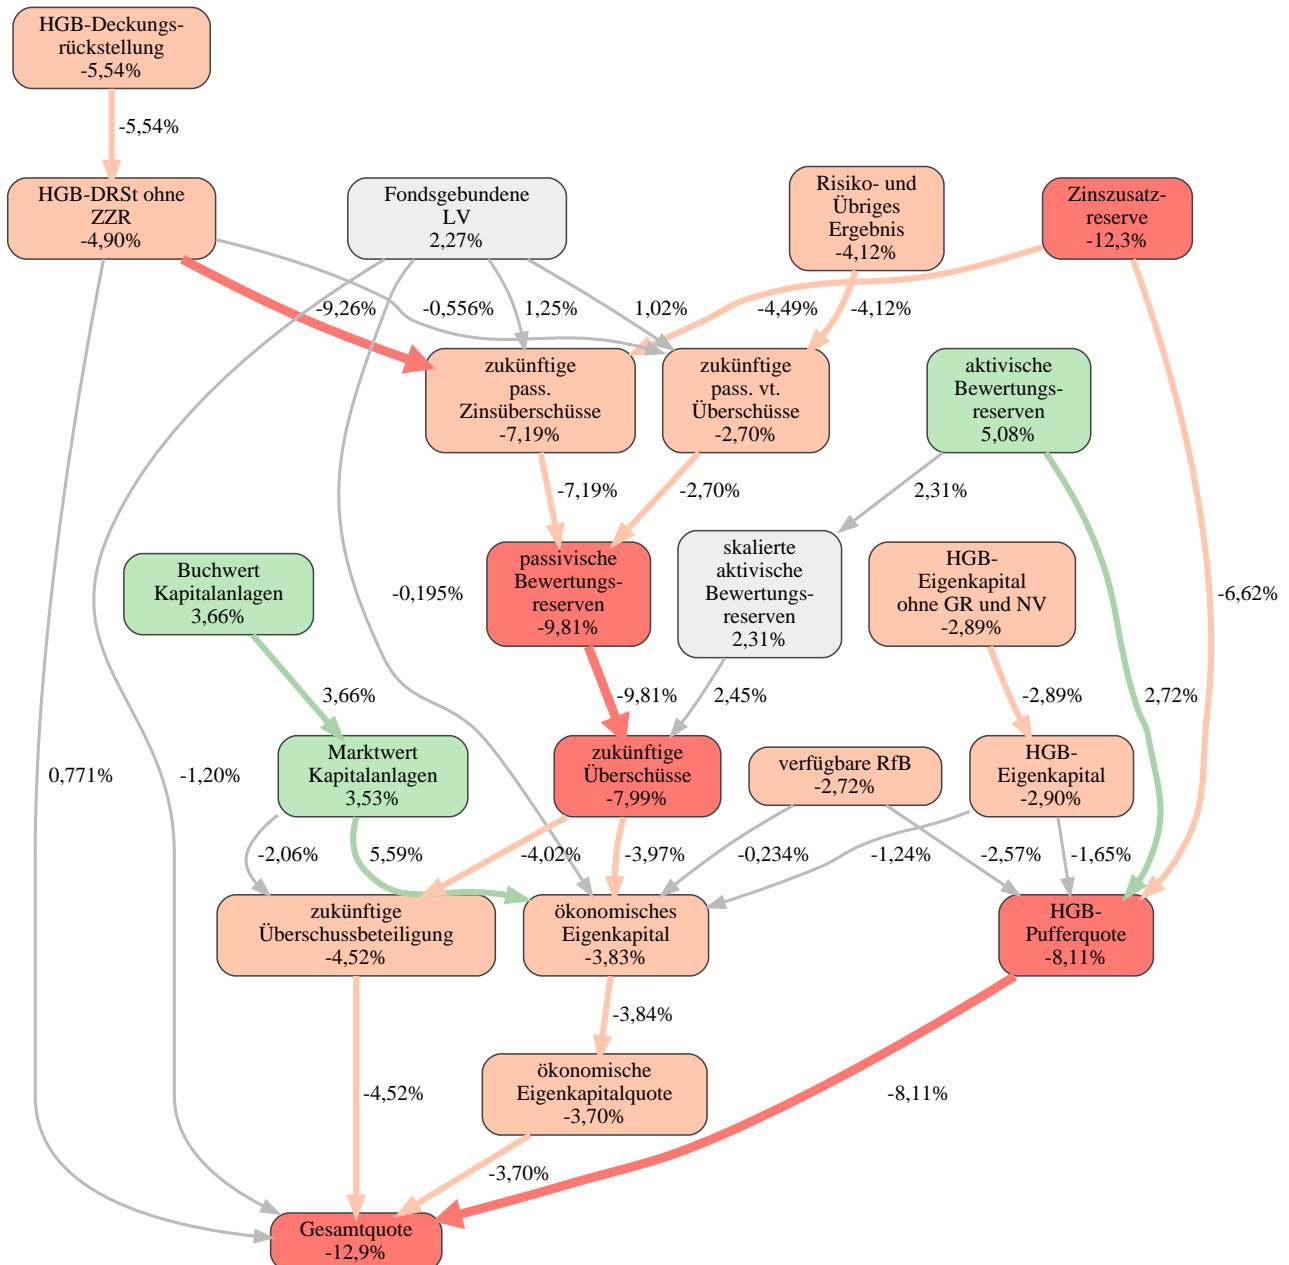 HGB-Deckungs-
rückstellung
-5,54%
-5,54%
HGB-DRSt ohne
ZZR
-4,90%
Fondsgebundene
LV
2,27%
Risiko- und
Übriges
Ergebnis
-4,12%
Zinszusatz-
reserve
-12,3%
-9,26%
-0,556%
1,25%
1,02%
-4,49%
-4,12%
zukünftige
pass.
Zinsüberschüsse
-7,19%
zukünftige
pass. vt.
Überschüsse
-2,70%
aktivische
Bewertungs-
reserven
5,08%
-7,19%
-2,70%
2,31%
Buchwert
Kapitalanlagen
3,66%
-0,195%
passivische
Bewertungs-
reserven
-9,81%
skalierte
aktivische
Bewertungs-
reserven
2,31%
HGB-
Eigenkapital
ohne GR und NV
-2,89%
-6,62%
3,66%
-9,81%
2,45%
-2,89%
2,72%
0,771%
-1,20%
Marktwert
Kapitalanlagen
3,53%
zukünftige
Überschüsse
-7,99%
verfügbare RfB
-2,72%
HGB-
Eigenkapital
-2,90%
-2,06%
5,59%
-4,02%
-3,97%
-0,234%
-1,24%
-2,57%
-1,65%
zukünftige
Überschussbeteiligung
-4,52%
ökonomisches
Eigenkapital
-3,83%
HGB-
Pufferquote
-8,11%
-3,84%
ökonomische
Eigenkapitalquote
-3,70%
-4,52%
-8,11%
-3,70%
Gesamtquote
-12,9%